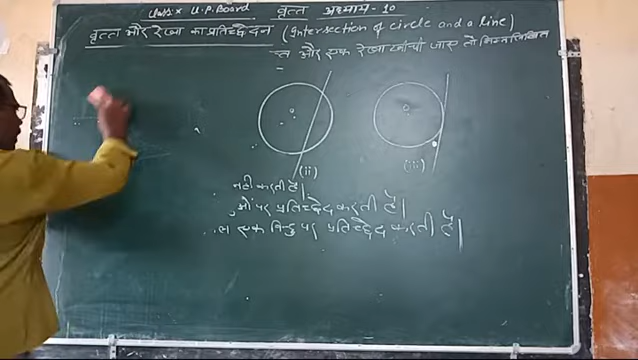 U.P. Board वृत्त अध्याय - 10
वृत्त और रेखा का प्रतिच्छेदन (Intersection of circle and a line)
और एक रेखा खींची जाए तो निम्नलिखित
(ii) (iii)
नहीं करती है।
पर प्रतिच्छेद करती है।
एक बिन्दु पर प्रतिच्छेद करती है।